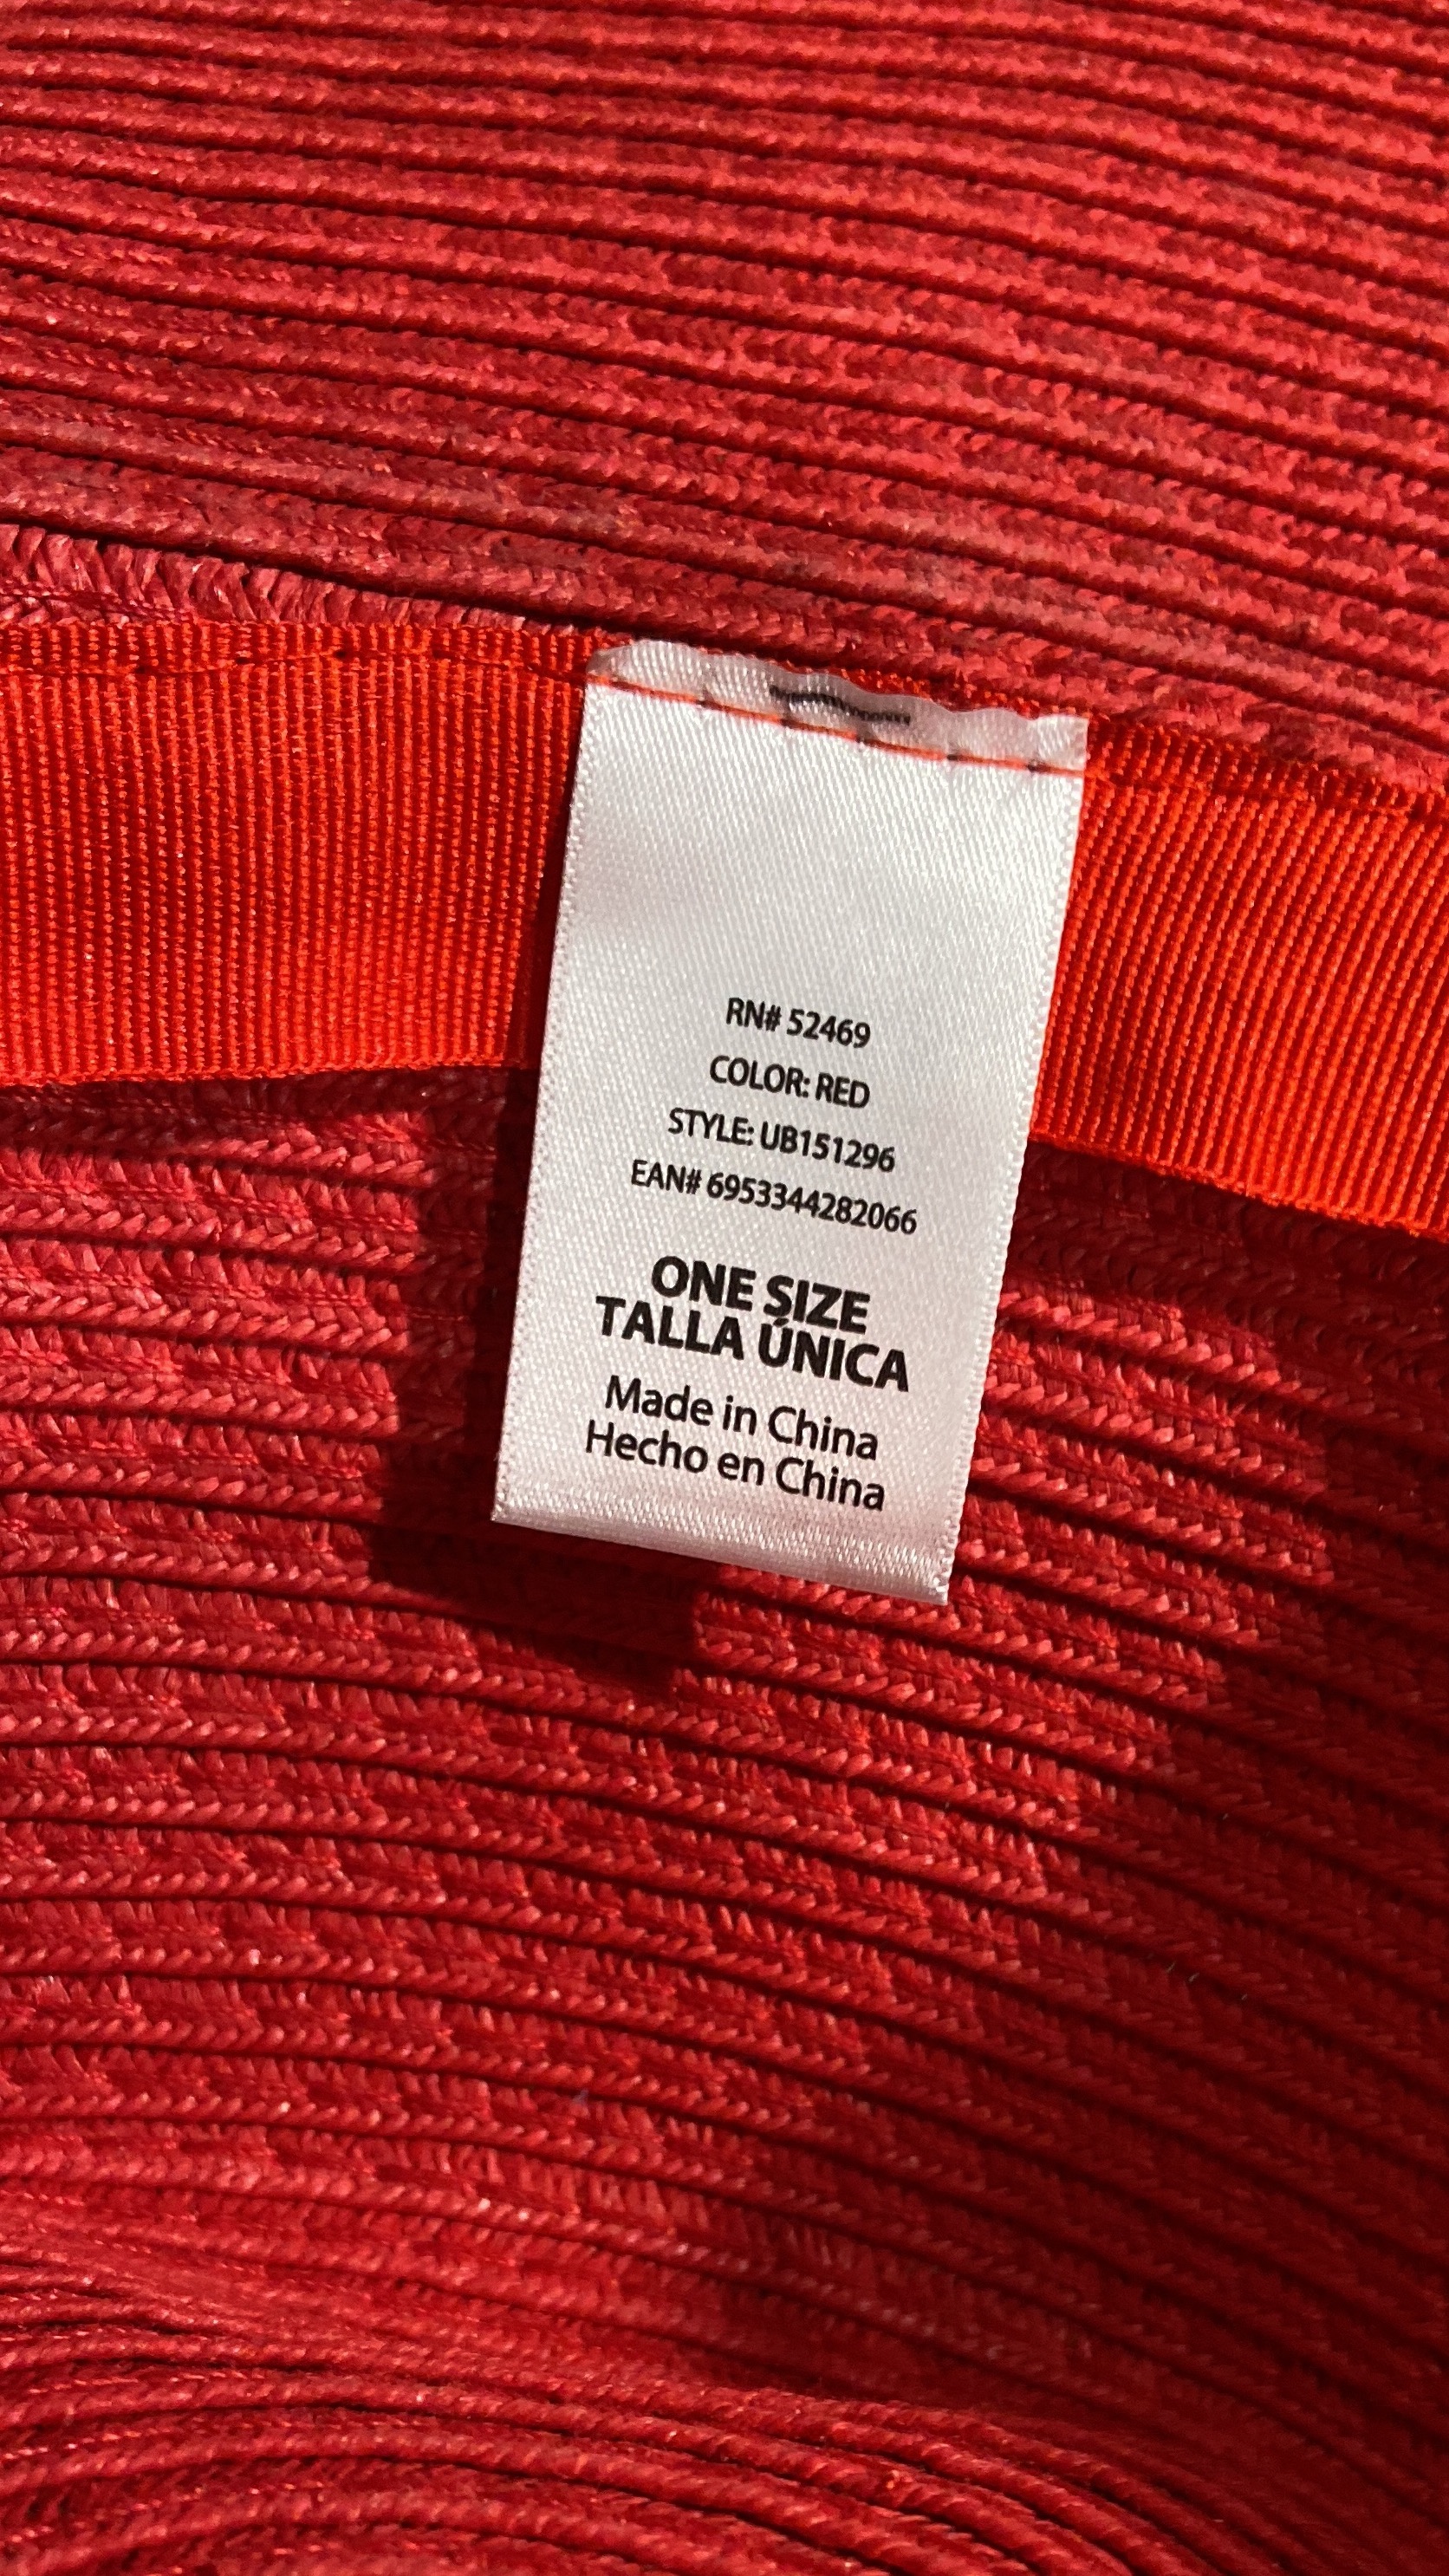 RN# 52469
COLOR: RED
STYLE: UB151296
EAN# 6953344282066
ONE SIZE
TALLA ÚNICA
Made in China
Hecho en China